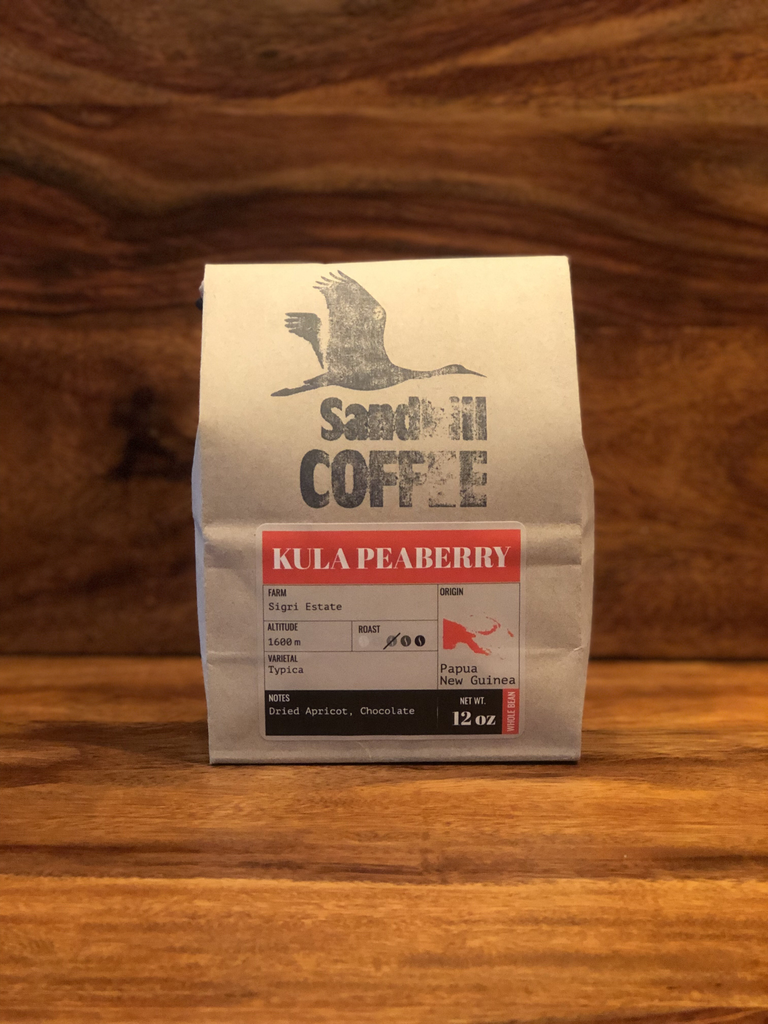 Sandhill
COFFEE
KULA PEABERRY
FARM
Sigri Estate
ORIGIN
ALTITUDE
1600 m
ROAST
VARIETAL
Typica
Papua
New Guinea
NOTES
Dried Apricot, Chocolate
NET WT.
12 oz
WHOLE BEAN